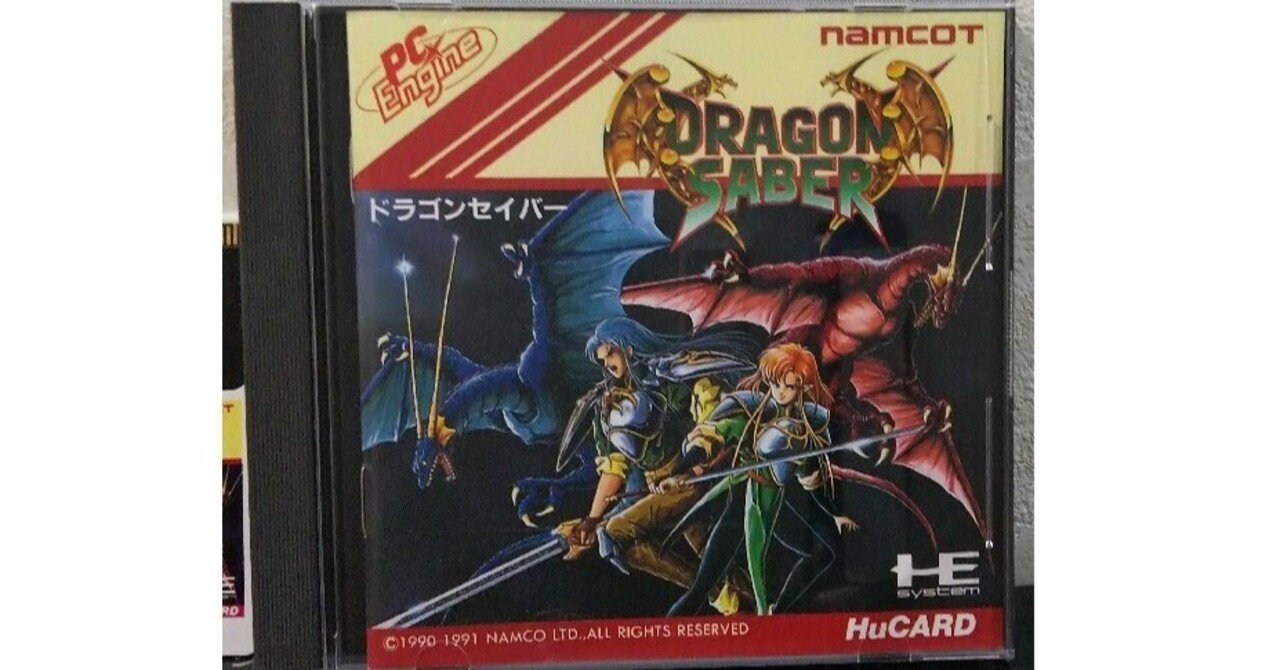 PC Engine
namcoT
DRAGON
SABER
ドラゴンセイバー
HE
system
©1990 1991 NAMCO LTD.,ALL RIGHTS RESERVED
HuCARD